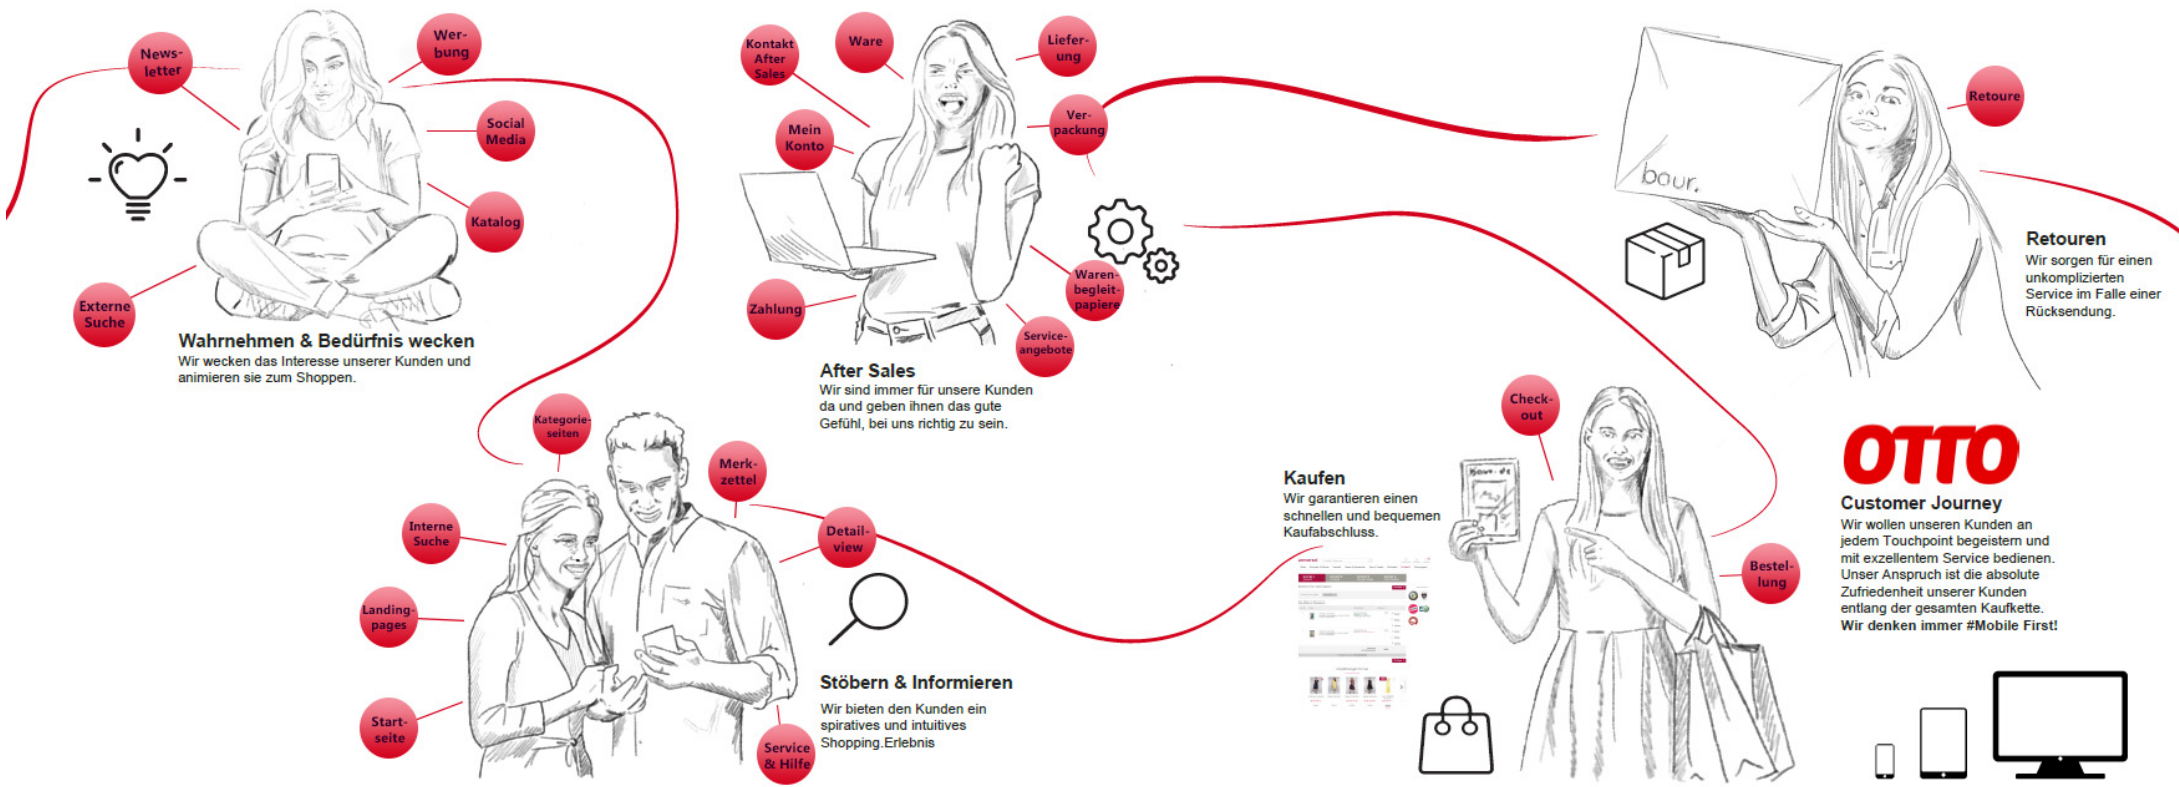 News-
letter
Wer-
bung
Social
Media
Katalog
Externe
Suche
Wahrnehmen & Bedürfnis wecken
Wir wecken das Interesse unserer Kunden und
animieren sie zum Shoppen.
Kategorie-
seiten
Merk-
zettel
Interne
Suche
Detail-
view
Landing-
pages
Start-
seite
Service
& Hilfe
Stöbern & Informieren
Wir bieten den Kunden ein
spiratives und intuitives
Shopping.Erlebnis
Kontakt
After
Sales
Ware
Liefer-
ung
Mein
Konto
Ver-
packung
Zahlung
Waren-
begleit-
papiere
Service-
angebote
After Sales
Wir sind immer für unsere Kunden
da und geben ihnen das gute
Gefühl, bei uns richtig zu sein.
Kaufen
Wir garantieren einen
schnellen und bequemen
Kaufabschluss.
Check-
out
Bestel-
lung
baur.
Retoure
Retouren
Wir sorgen für einen
unkomplizierten
Service im Falle einer
Rücksendung.
OTTO
Customer Journey
Wir wollen unseren Kunden an
jedem Touchpoint begeistern und
mit exzellentem Service bedienen.
Unser Anspruch ist die absolute
Zufriedenheit unserer Kunden
entlang der gesamten Kaufkette.
Wir denken immer #Mobile First!